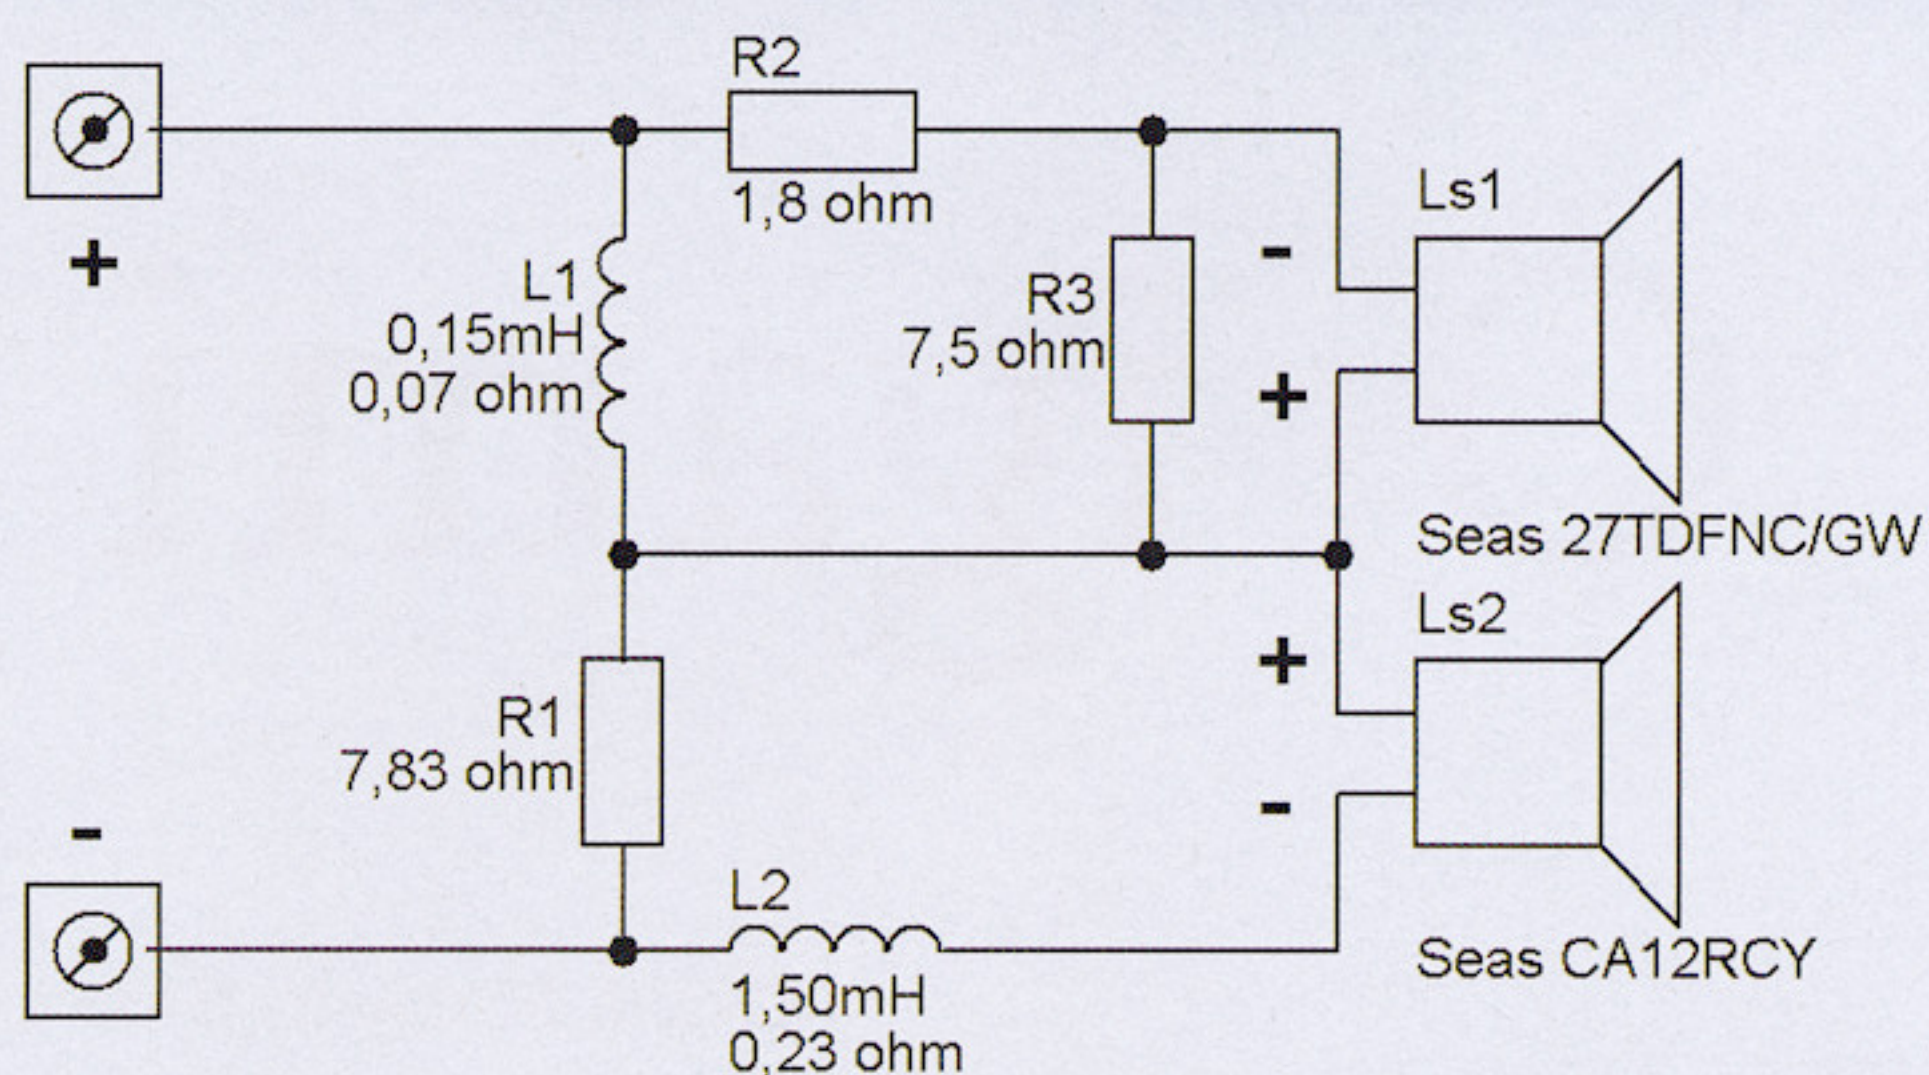 R2
1,8 ohm
+
L1
0,15mH
0,07 ohm
R3
7,5 ohm
-
+
Ls1
Seas 27TDFNC/GW
R1
7,83 ohm
+
-
Ls2
Seas CA12RCY
-
L2
1,50mH
0,23 ohm